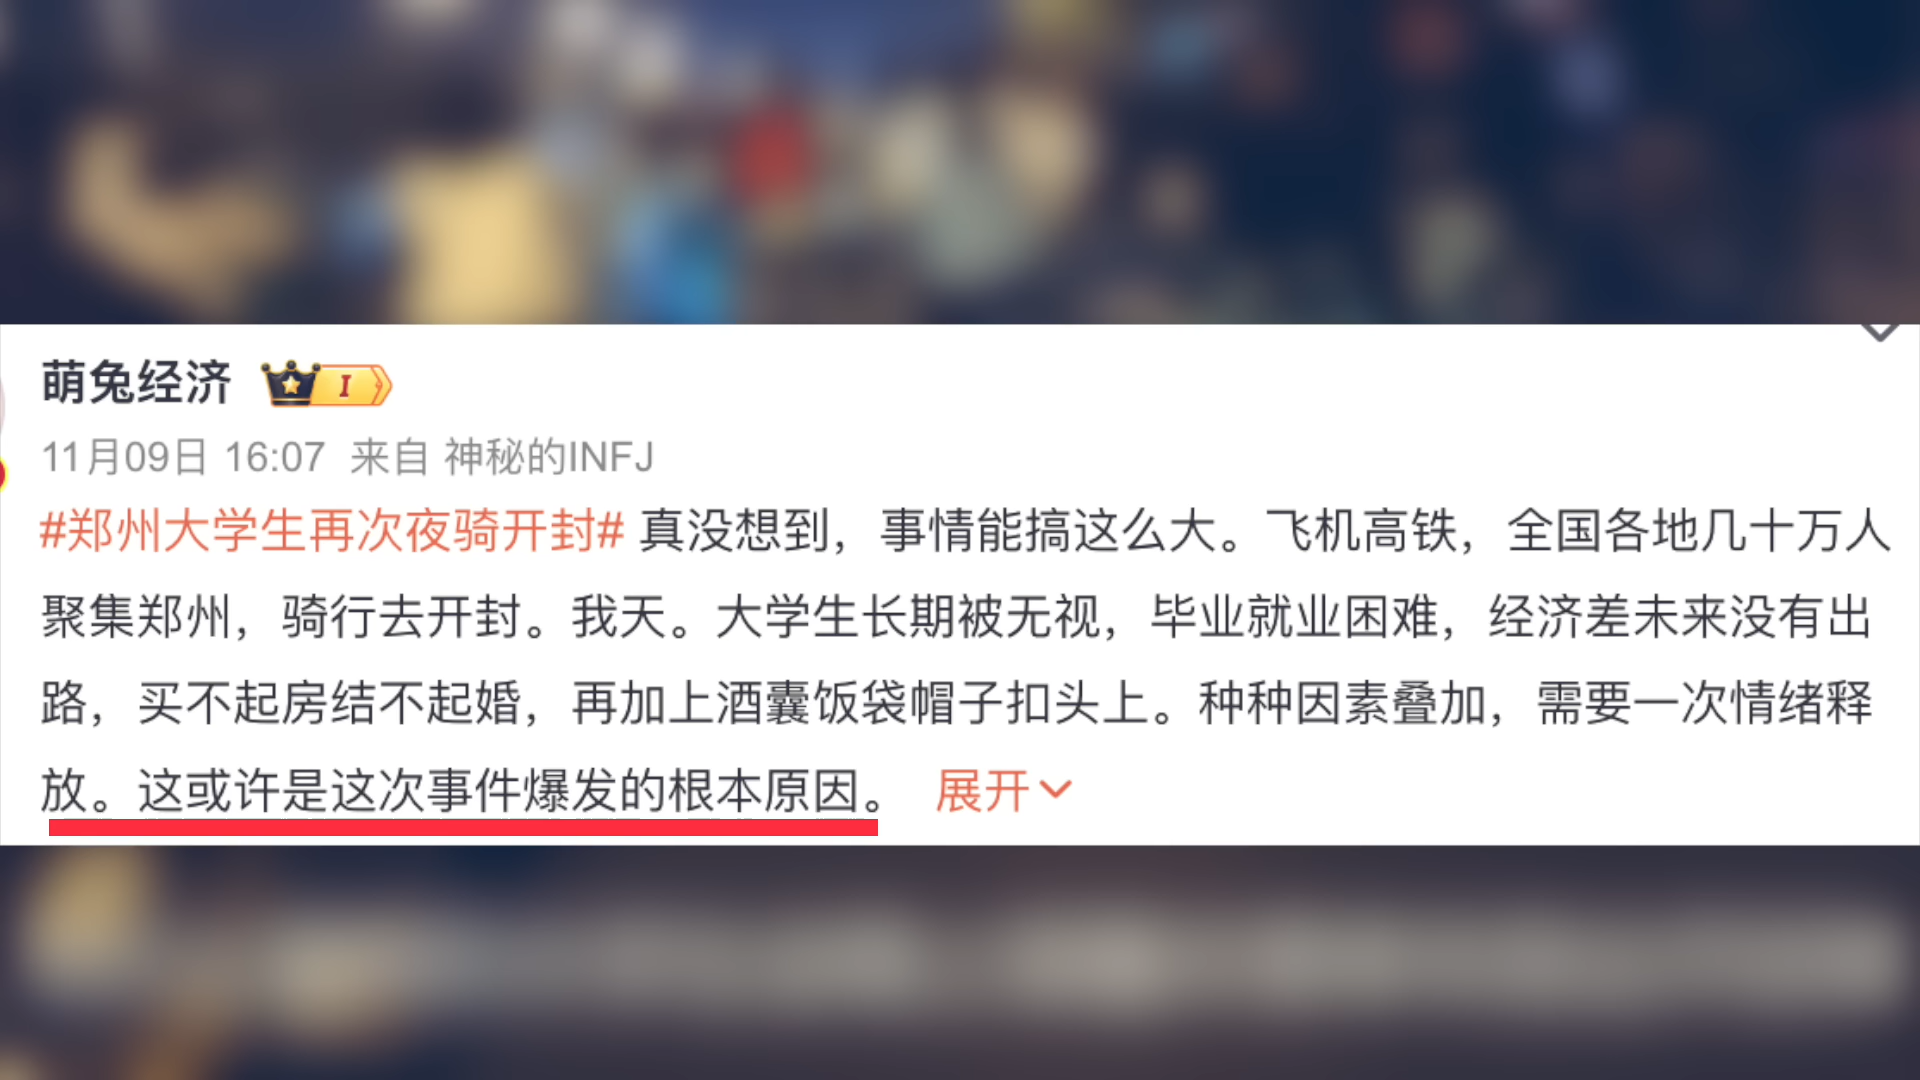 萌兔经济 I
11月09日 16:07 来自 神秘的INFJ
#郑州大学生再次夜骑开封# 真没想到，事情能搞这么大。飞机高铁，全国各地几十万人
聚集郑州，骑行去开封。我天。大学生长期被无视，毕业就业困难，经济差未来没有出
路，买不起房结不起婚，再加上酒囊饭袋帽子扣头上。种种因素叠加，需要一次情绪释
放。这或许是这次事件爆发的根本原因。 展开